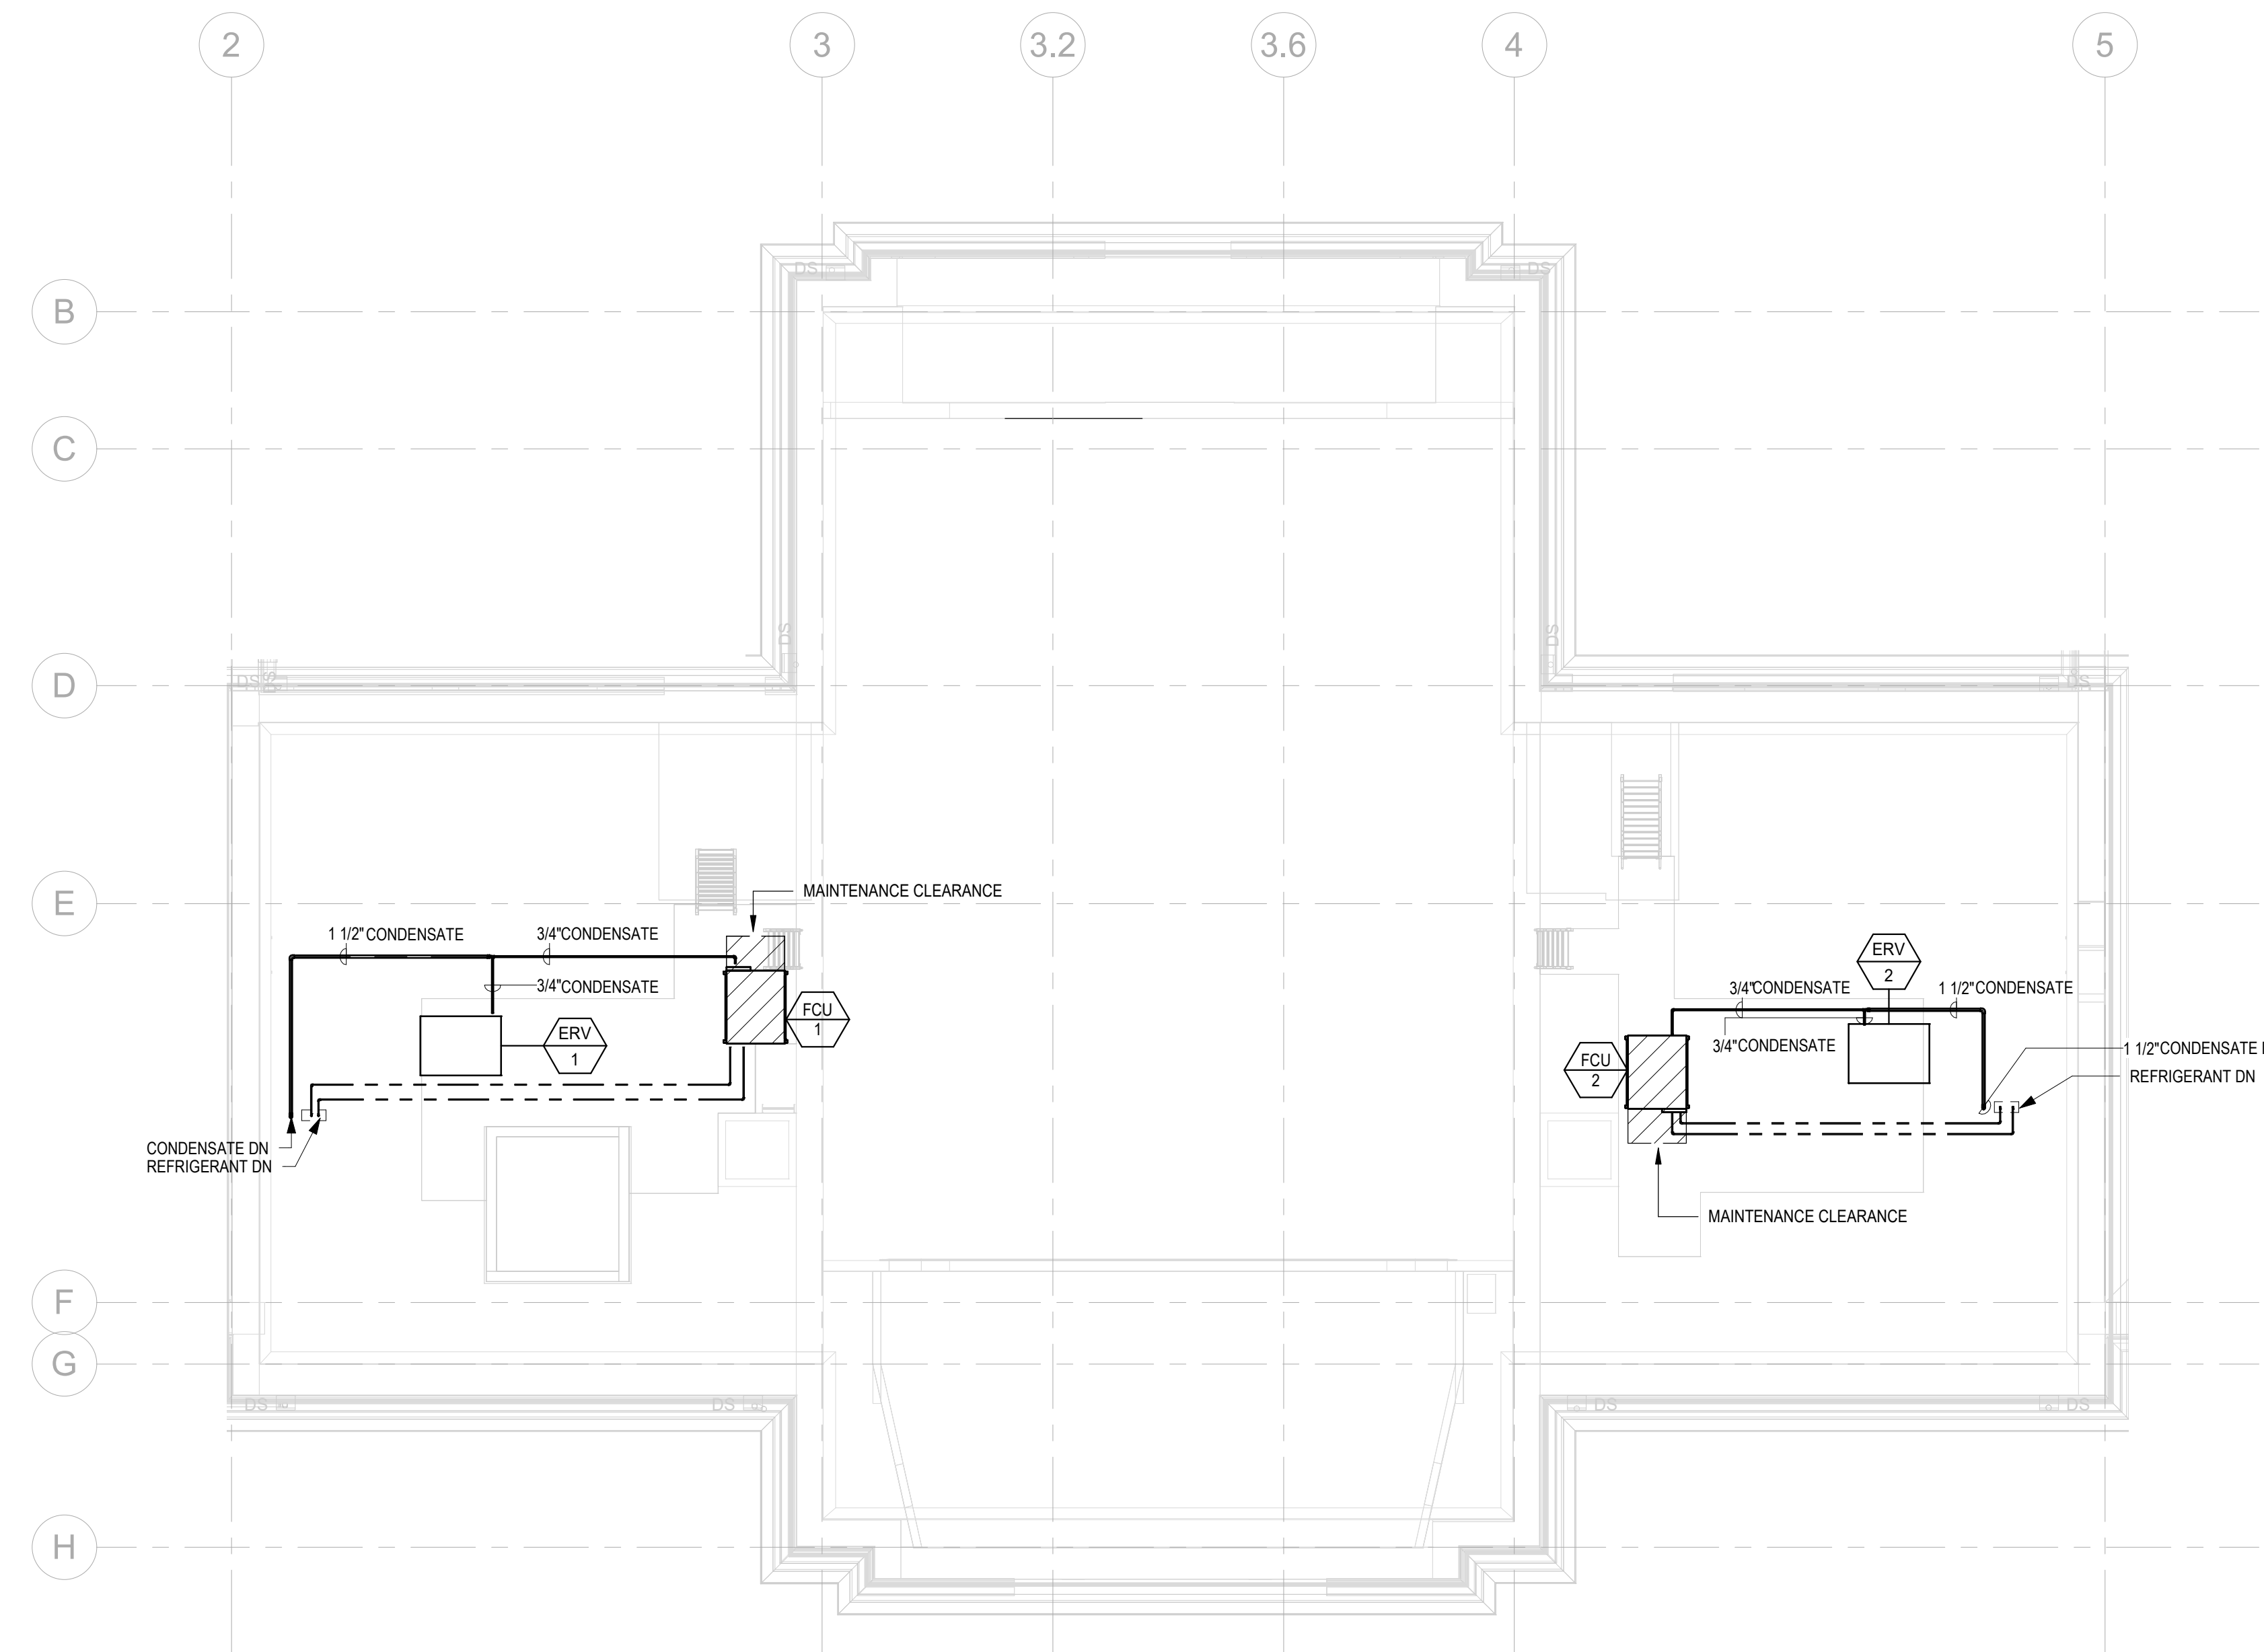 2
3
3.2
3.6
4
5
DS
DS
B
C
DS
DS
D
DS
DS
DS
E
MAINTENANCE CLEARANCE
1 1/2" CONDENSATE
3/4"CONDENSATE
ERV
2
3/4"CONDENSATE
3/4"CONDENSATE
1 1/2"CONDENSATE
FCU
1
ERV
1
3/4"CONDENSATE
1 1/2"CONDENSATE
FCU
2
REFRIGERANT DN
CONDENSATE DN
REFRIGERANT DN
MAINTENANCE CLEARANCE
F
G
DS
DS
DS
DS
H